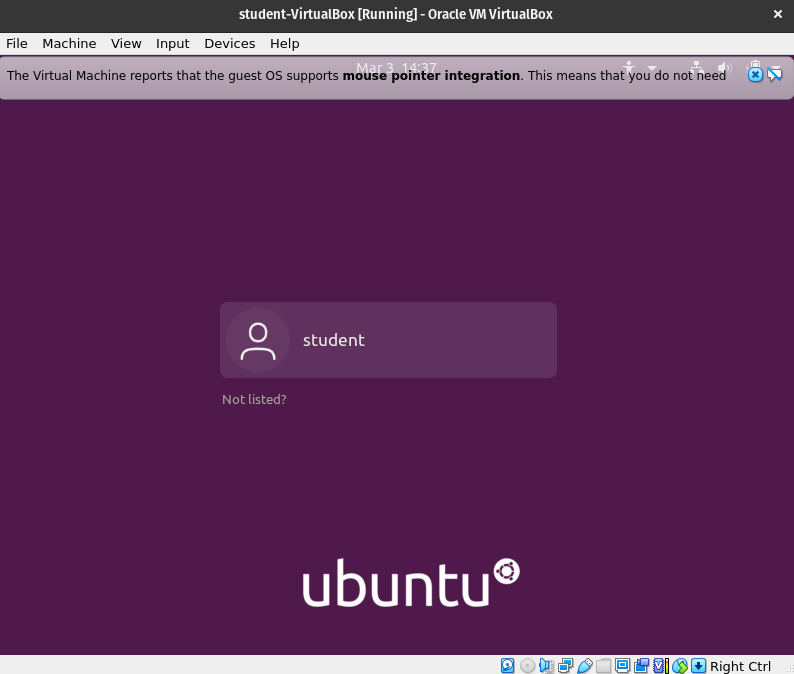 student-VirtualBox [Running] - Oracle VM VirtualBox
File Machine View Input Devices Help
Mar 3 14:37
The Virtual Machine reports that the guest OS supports mouse pointer integration. This means that you do not need
student
Not listed?
ubuntu
Right Ctrl